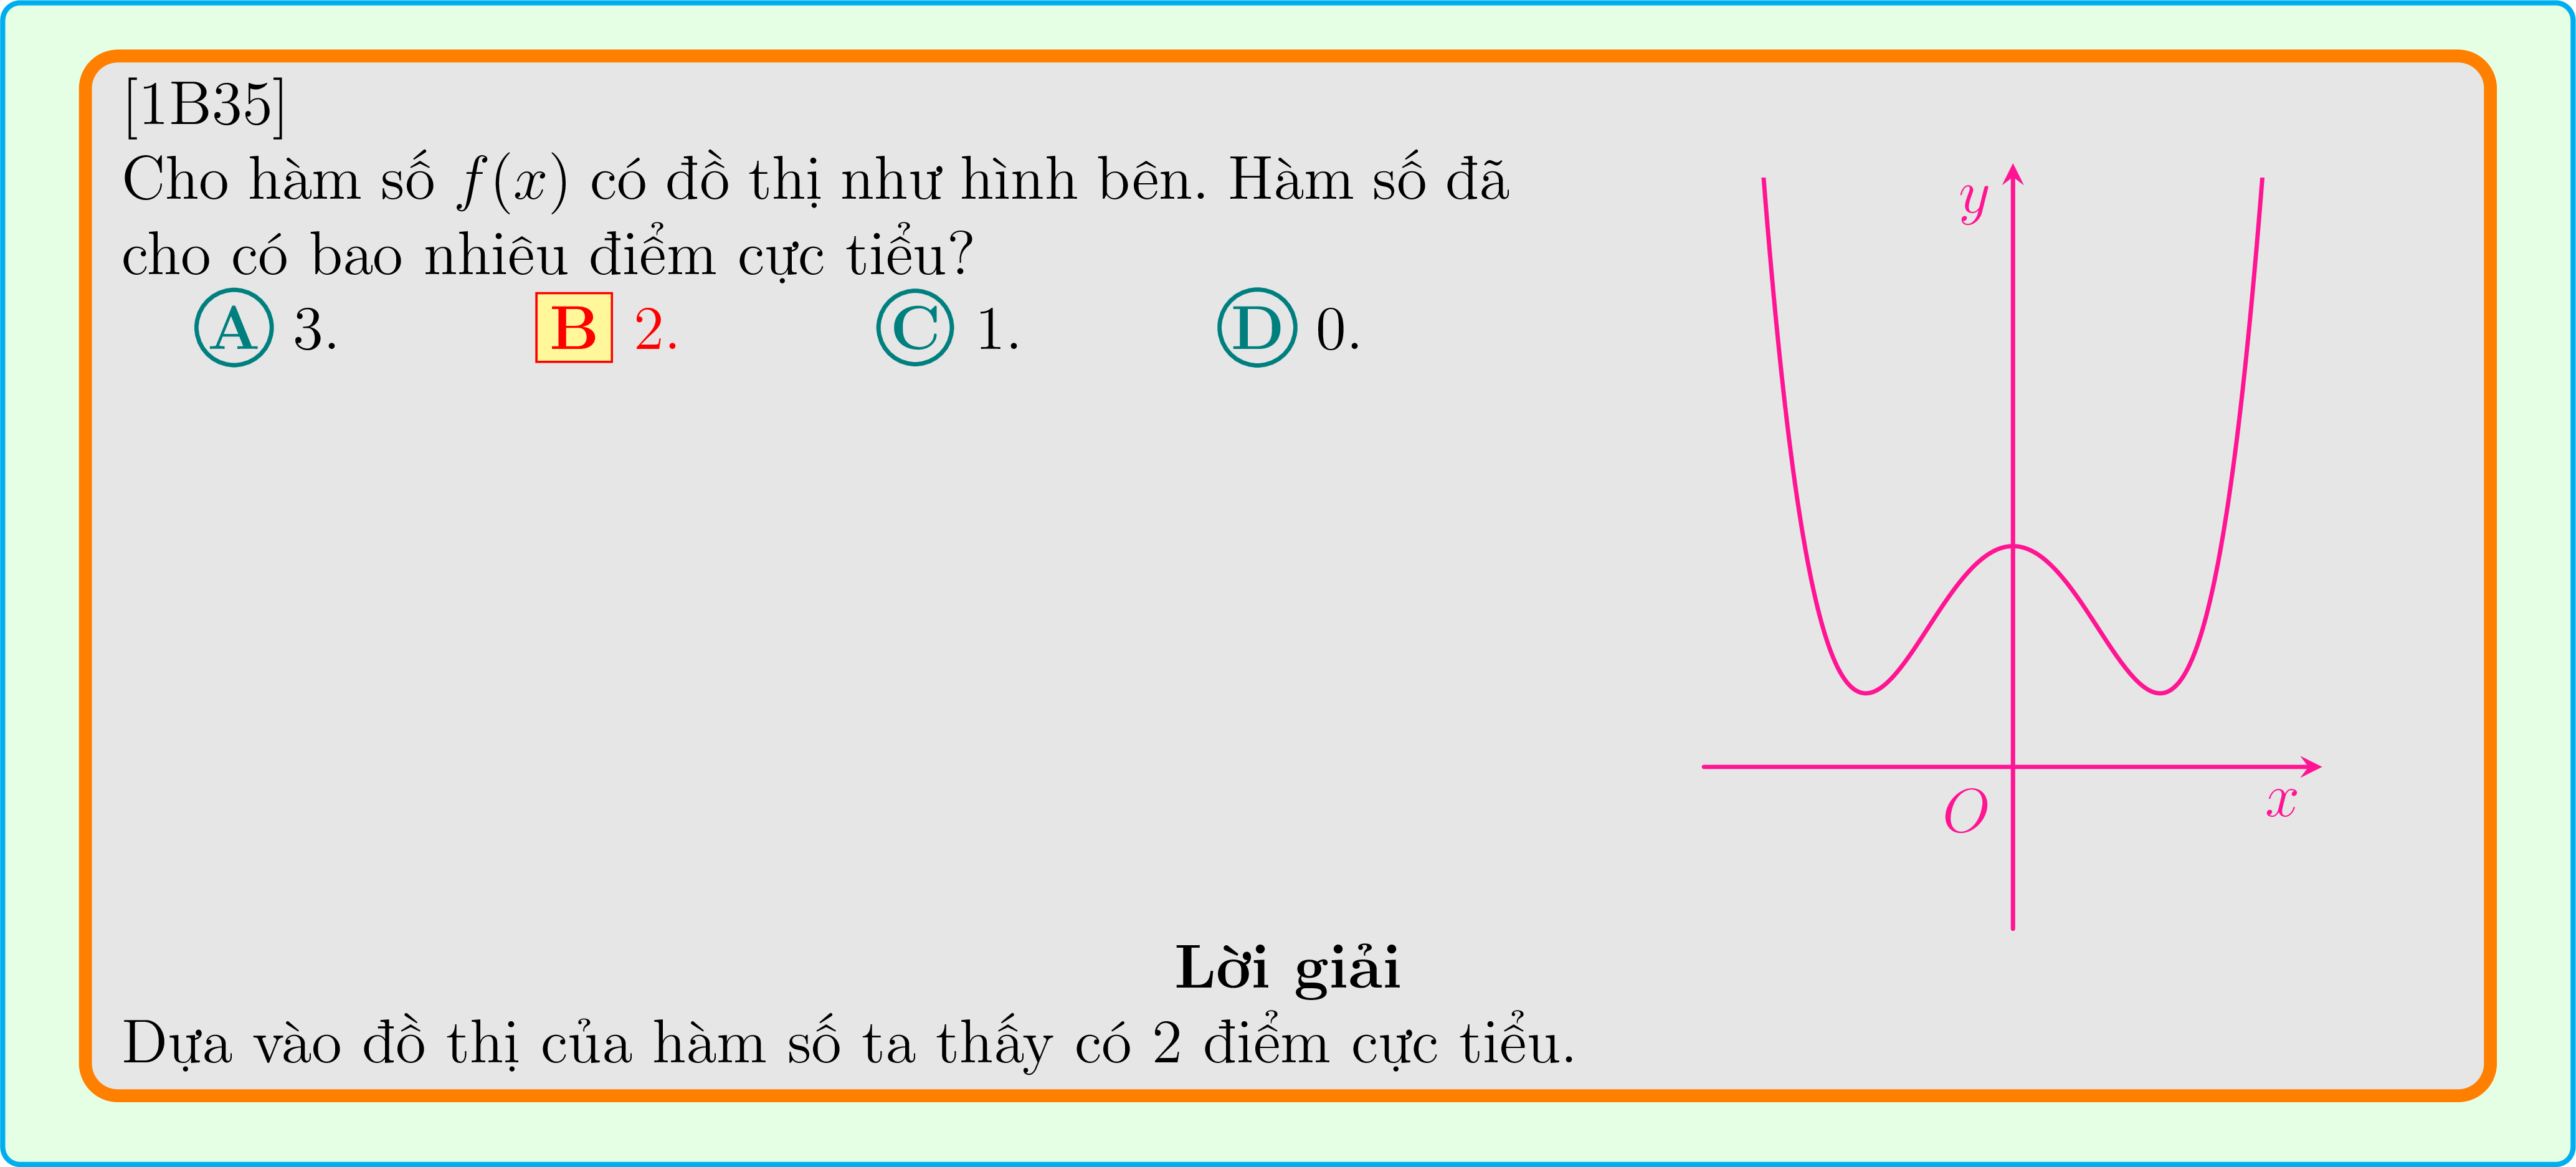 [1B35]
Cho hàm số f(x) có đồ thị như hình bên. Hàm số đã
cho có bao nhiêu điểm cực tiểu?
A 3. B 2. C 1. D 0.
y
O
x
Lời giải
Dựa vào đồ thị của hàm số ta thấy có 2 điểm cực tiểu.